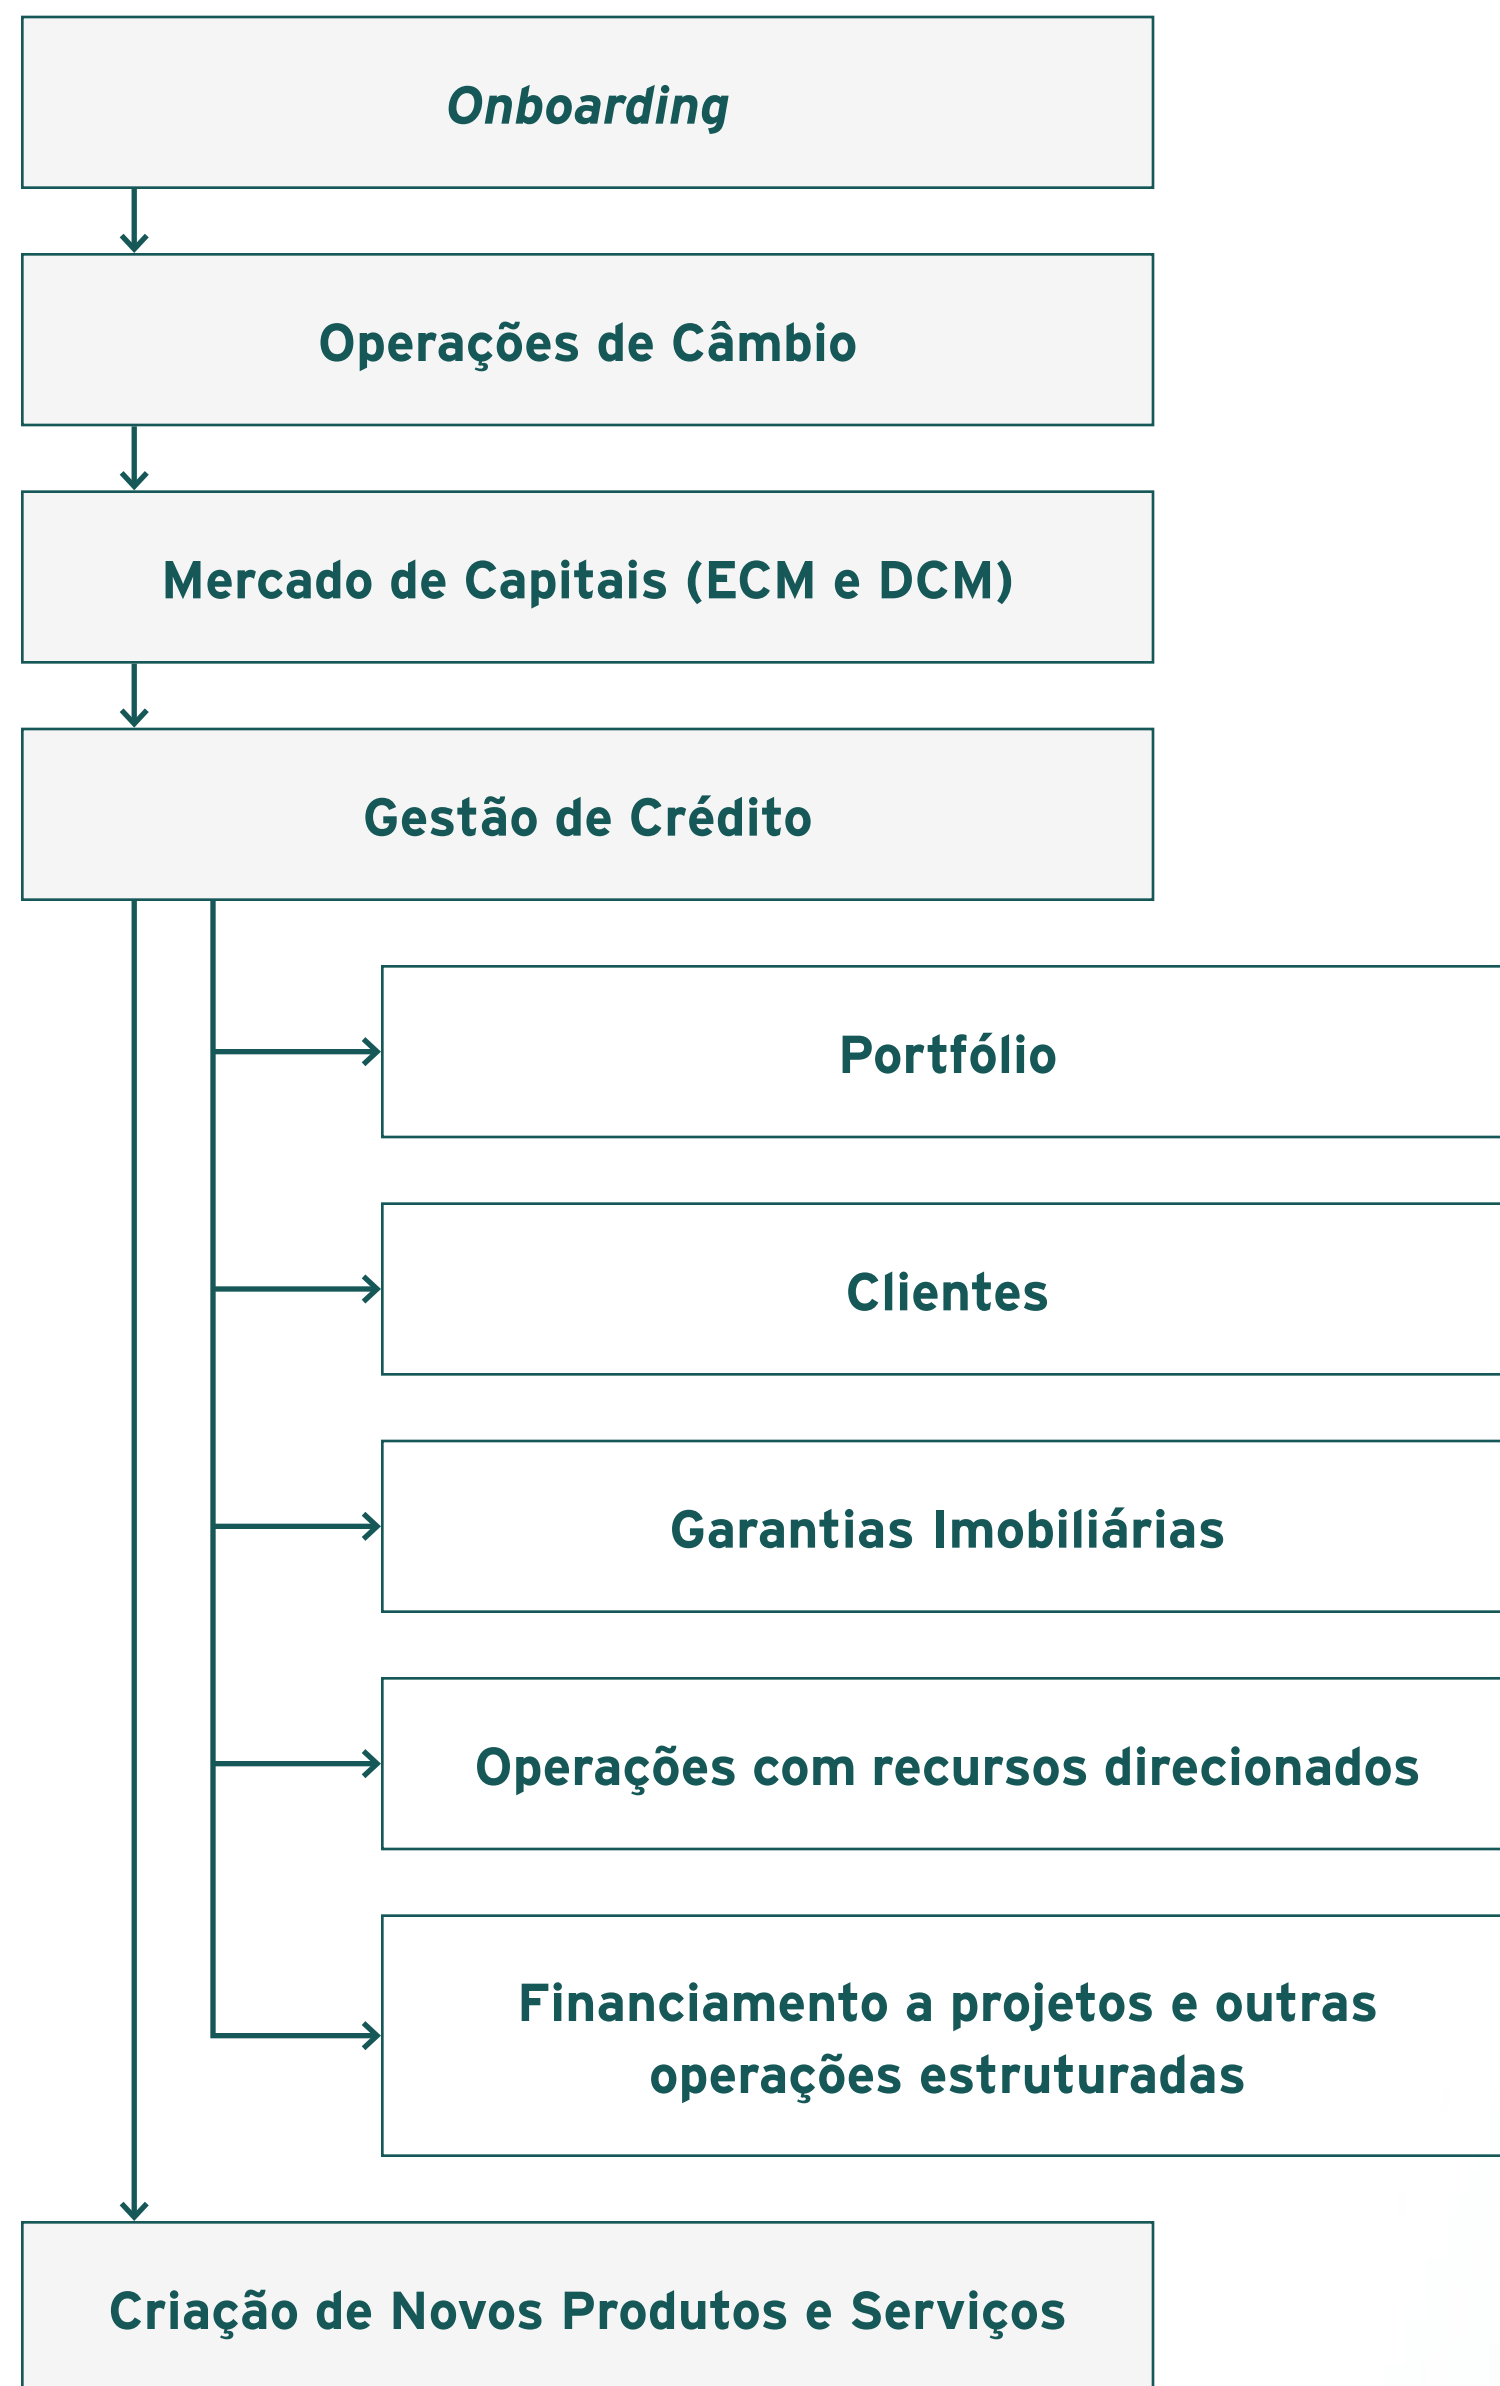 Onboarding
Operações de Câmbio
Mercado de Capitais (ECM e DCM)
Gestão de Crédito
Portfólio
Clientes
Garantias Imobiliárias
Operações com recursos direcionados
Financiamento a projetos e outras
operações estruturadas
Criação de Novos Produtos e Serviços